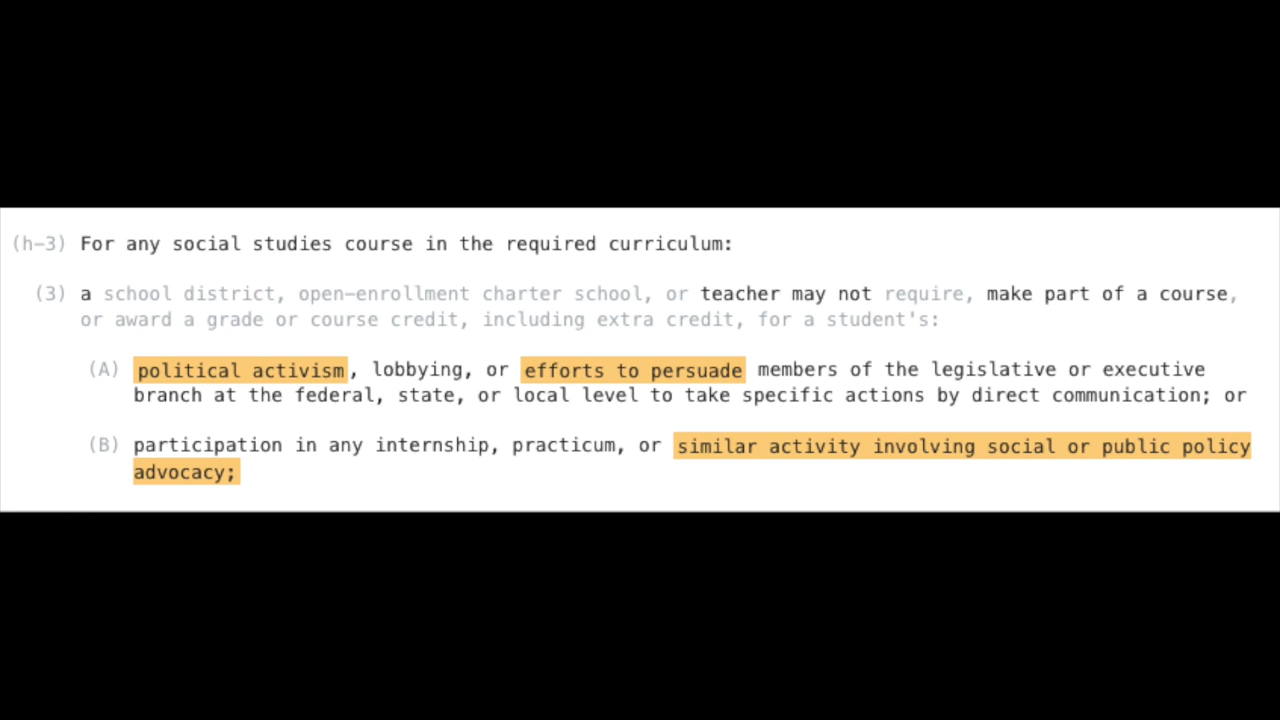 (h-3) For any social studies course in the required curriculum:
(3) a school district, open-enrollment charter school, or teacher may not require, make part of a course,
or award a grade or course credit, including extra credit, for a student's:
(A) political activism, lobbying, or efforts to persuade members of the legislative or executive
branch at the federal, state, or local level to take specific actions by direct communication; or
(B) participation in any internship, practicum, or similar activity involving social or public policy
advocacy;